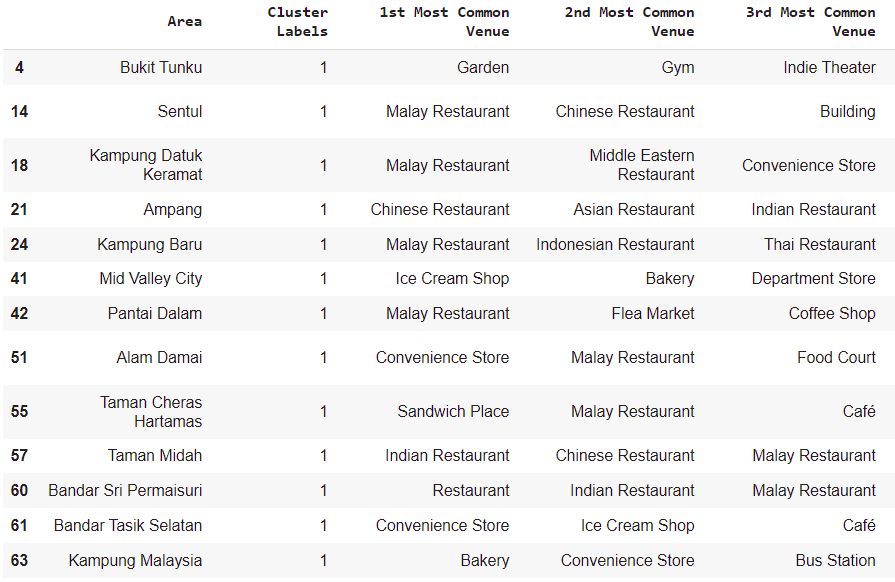 Area Cluster Labels 1st Most Common Venue 2nd Most Common Venue 3rd Most Common Venue
4 Bukit Tunku 1 Garden Gym Indie Theater
14 Sentul 1 Malay Restaurant Chinese Restaurant Building
18 Kampung Datuk Keramat 1 Malay Restaurant Middle Eastern Restaurant Convenience Store
21 Ampang 1 Chinese Restaurant Asian Restaurant Indian Restaurant
24 Kampung Baru 1 Malay Restaurant Indonesian Restaurant Thai Restaurant
41 Mid Valley City 1 Ice Cream Shop Bakery Department Store
42 Pantai Dalam 1 Malay Restaurant Flea Market Coffee Shop
51 Alam Damai 1 Convenience Store Malay Restaurant Food Court
55 Taman Cheras Hartamas 1 Sandwich Place Malay Restaurant Café
57 Taman Midah 1 Indian Restaurant Chinese Restaurant Malay Restaurant
60 Bandar Sri Permaisuri 1 Restaurant Indian Restaurant Malay Restaurant
61 Bandar Tasik Selatan 1 Convenience Store Ice Cream Shop Café
63 Kampung Malaysia 1 Bakery Convenience Store Bus Station